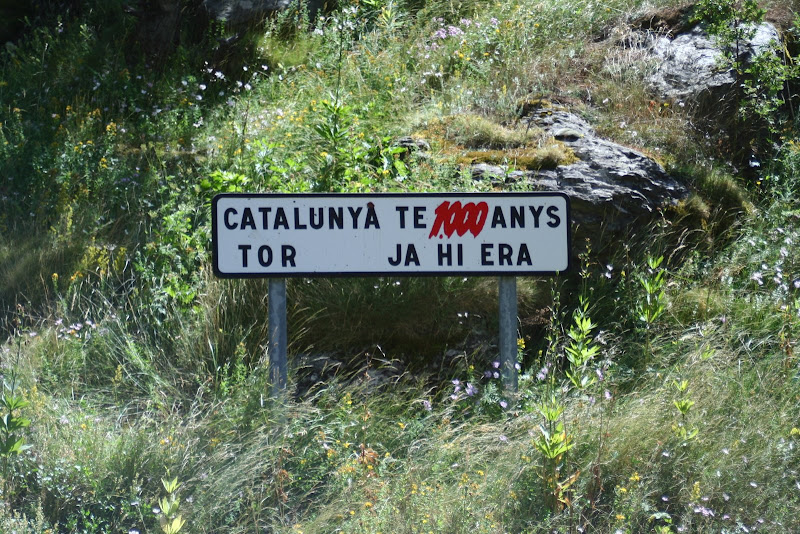 CATALUNYA TE 1000 ANYS
TOR JA HI ERA